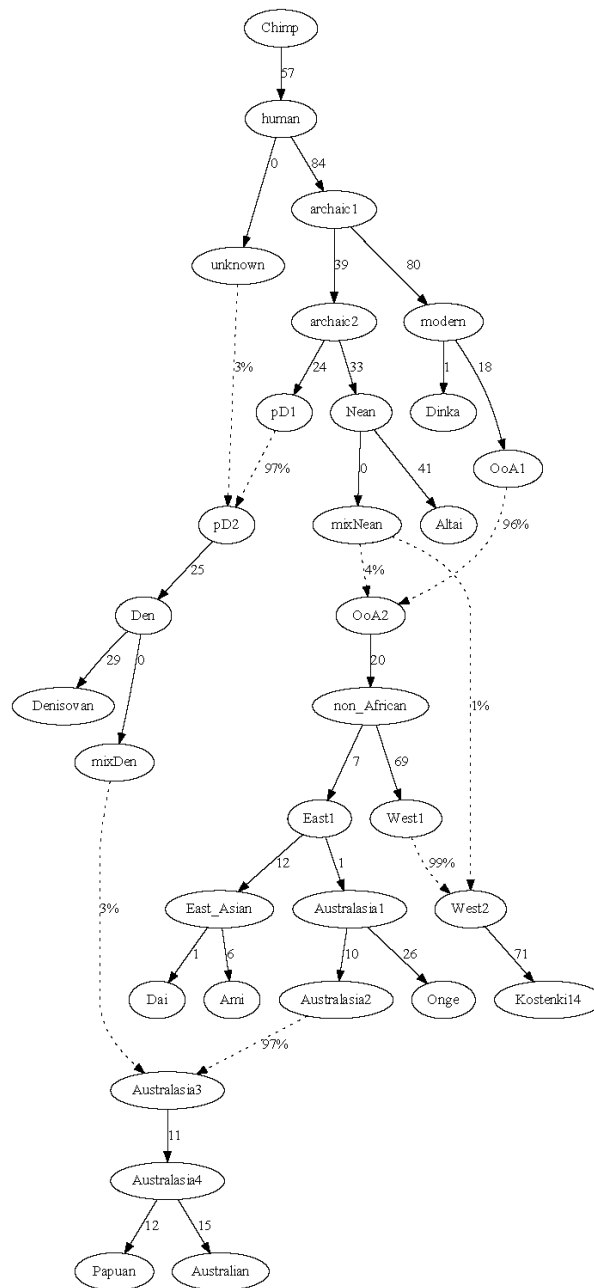 Chimp
57
human
0
84
archaic1
unknown
39
80
archaic2
modern
3%
24
33
1
18
pD1
Nean
Dinka
97%
0
41
OoA1
pD2
mixNean
Altai
96%
25
4%
Den
OoA2
29
0
20
Denisovan
non_African
1%
mixDen
7
69
East1
West1
12
1
99%
3%
East_Asian
Australasia1
West2
1
6
10
26
71
Dai
Ami
Australasia2
Onge
Kostenki14
97%
Australasia3
11
Australasia4
12
15
Papuan
Australian